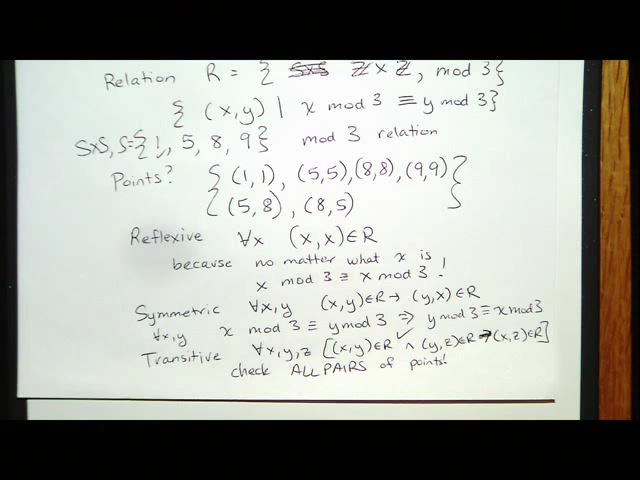 Relation R = { ZxZ, mod 3}
{ (x,y) | x mod 3 ≡ y mod 3}
SxS, S={1, 5, 8, 9} mod 3 relation
Points? { (1,1), (5,5), (8,8), (9,9)
(5,8), (8,5) }
Reflexive ∀x (x,x)∈R
because no matter what x is
x mod 3 ≡ x mod 3!
Symmetric ∀x,y (x,y)∈R → (y,x)∈R
∀x,y x mod 3 ≡ y mod 3 ⇒ y mod 3 ≡ x mod 3
Transitive ∀x,y,z [(x,y)∈R ✓ ∧ (y,z)∈R → (x,z)∈R]
check ALL PAIRS of points!